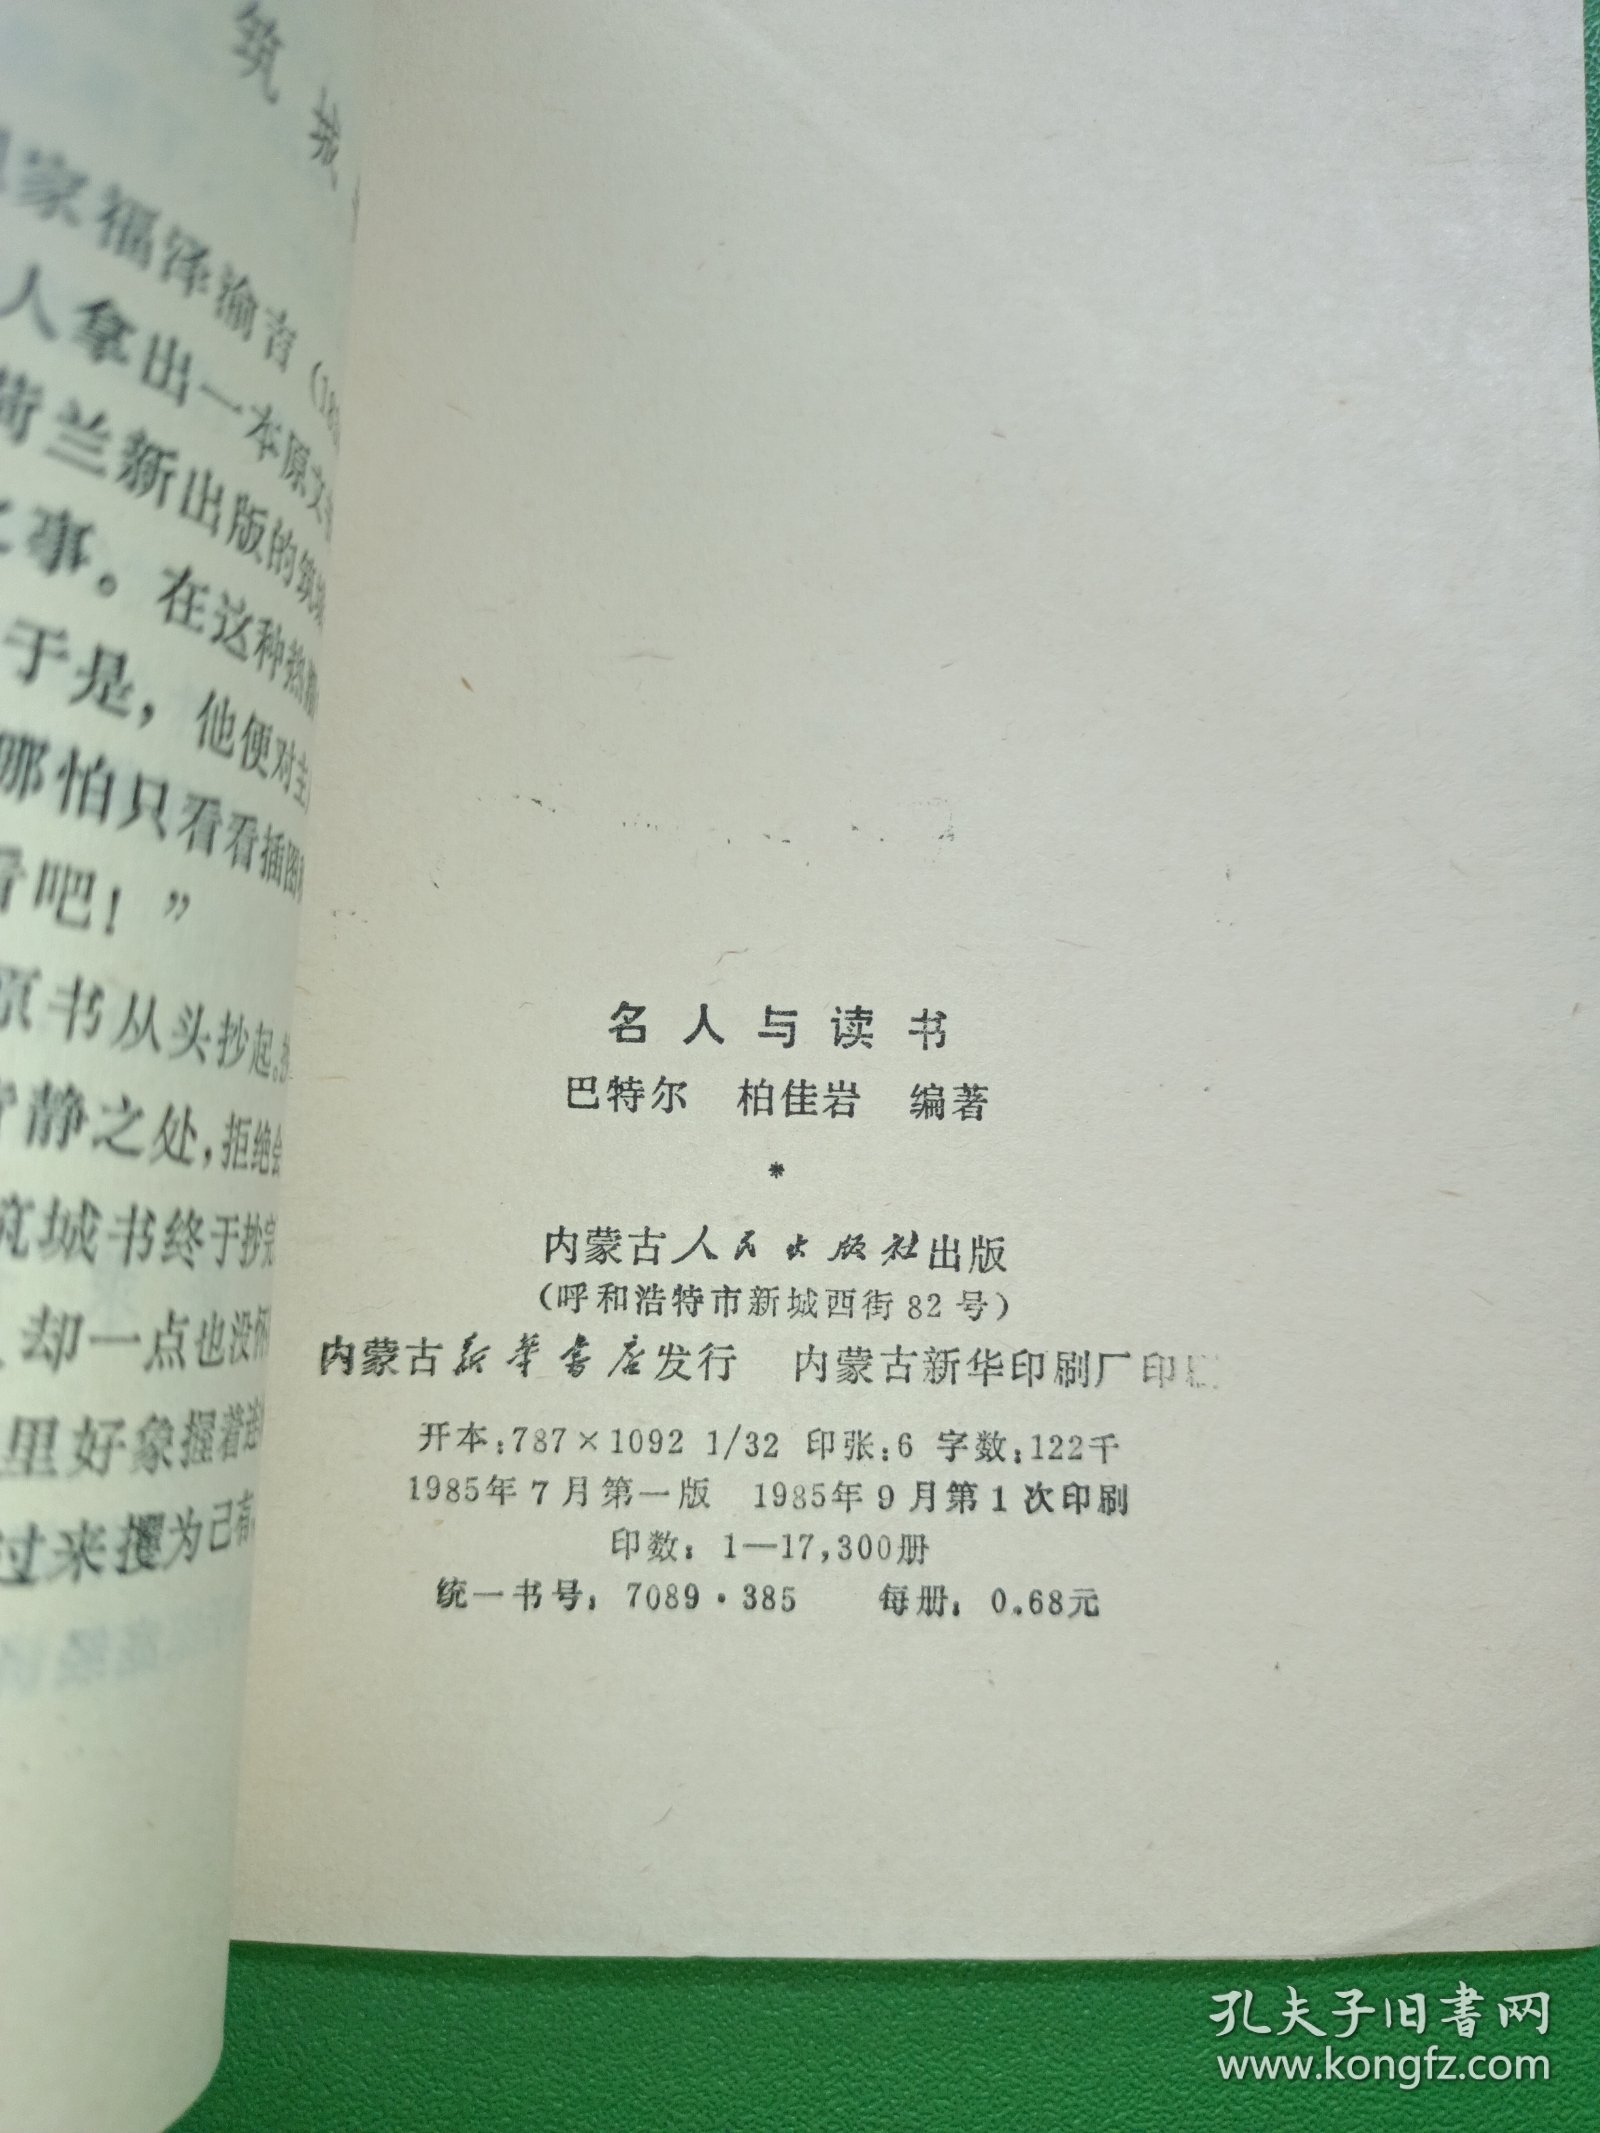 筑城
家福泽谕吉（18
人拿出一本原文
荷兰新出版的筑
事。在这种热
于是，他便对主
哪怕只看看插图
看吧！”
原书从头抄起。
静之处，拒绝
城书终于抄完
却一点也没
里好象握着
过来攫为己有。
名人与读书
巴特尔 柏佳岩 编著
*
内蒙古人民出版社出版
（呼和浩特市新城西街82号）
内蒙古新华书店发行 内蒙古新华印刷厂印
开本：787×1092 1/32 印张：6 字数：122千
1985年7月第一版 1985年9月第1次印刷
印数：1—17,300册
统一书号：7089·385 每册：0.68元
孔夫子旧书网
www.kongfz.com